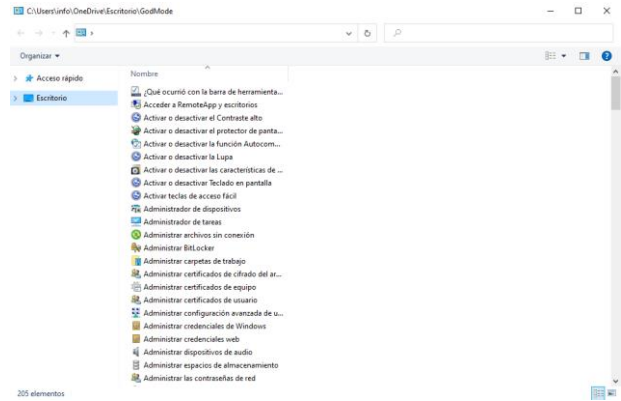 C:\Users\info\OneDrive\Escritorio\GodMode
Organizar
Acceso rápido
Escritorio
Nombre
¿Qué ocurrió con la barra de herramienta...
Acceder a RemoteApp y escritorios
Activar o desactivar el Contraste alto
Activar o desactivar el protector de panta...
Activar o desactivar la función Autocom...
Activar o desactivar la Lupa
Activar o desactivar las características de ...
Activar o desactivar Teclado en pantalla
Activar teclas de acceso fácil
Administrador de dispositivos
Administrador de tareas
Administrar archivos sin conexión
Administrar BitLocker
Administrar carpetas de trabajo
Administrar certificados de cifrado del ar...
Administrar certificados de equipo
Administrar certificados de usuario
Administrar configuración avanzada de u...
Administrar credenciales de Windows
Administrar credenciales web
Administrar dispositivos de audio
Administrar espacios de almacenamiento
Administrar las contraseñas de red
205 elementos